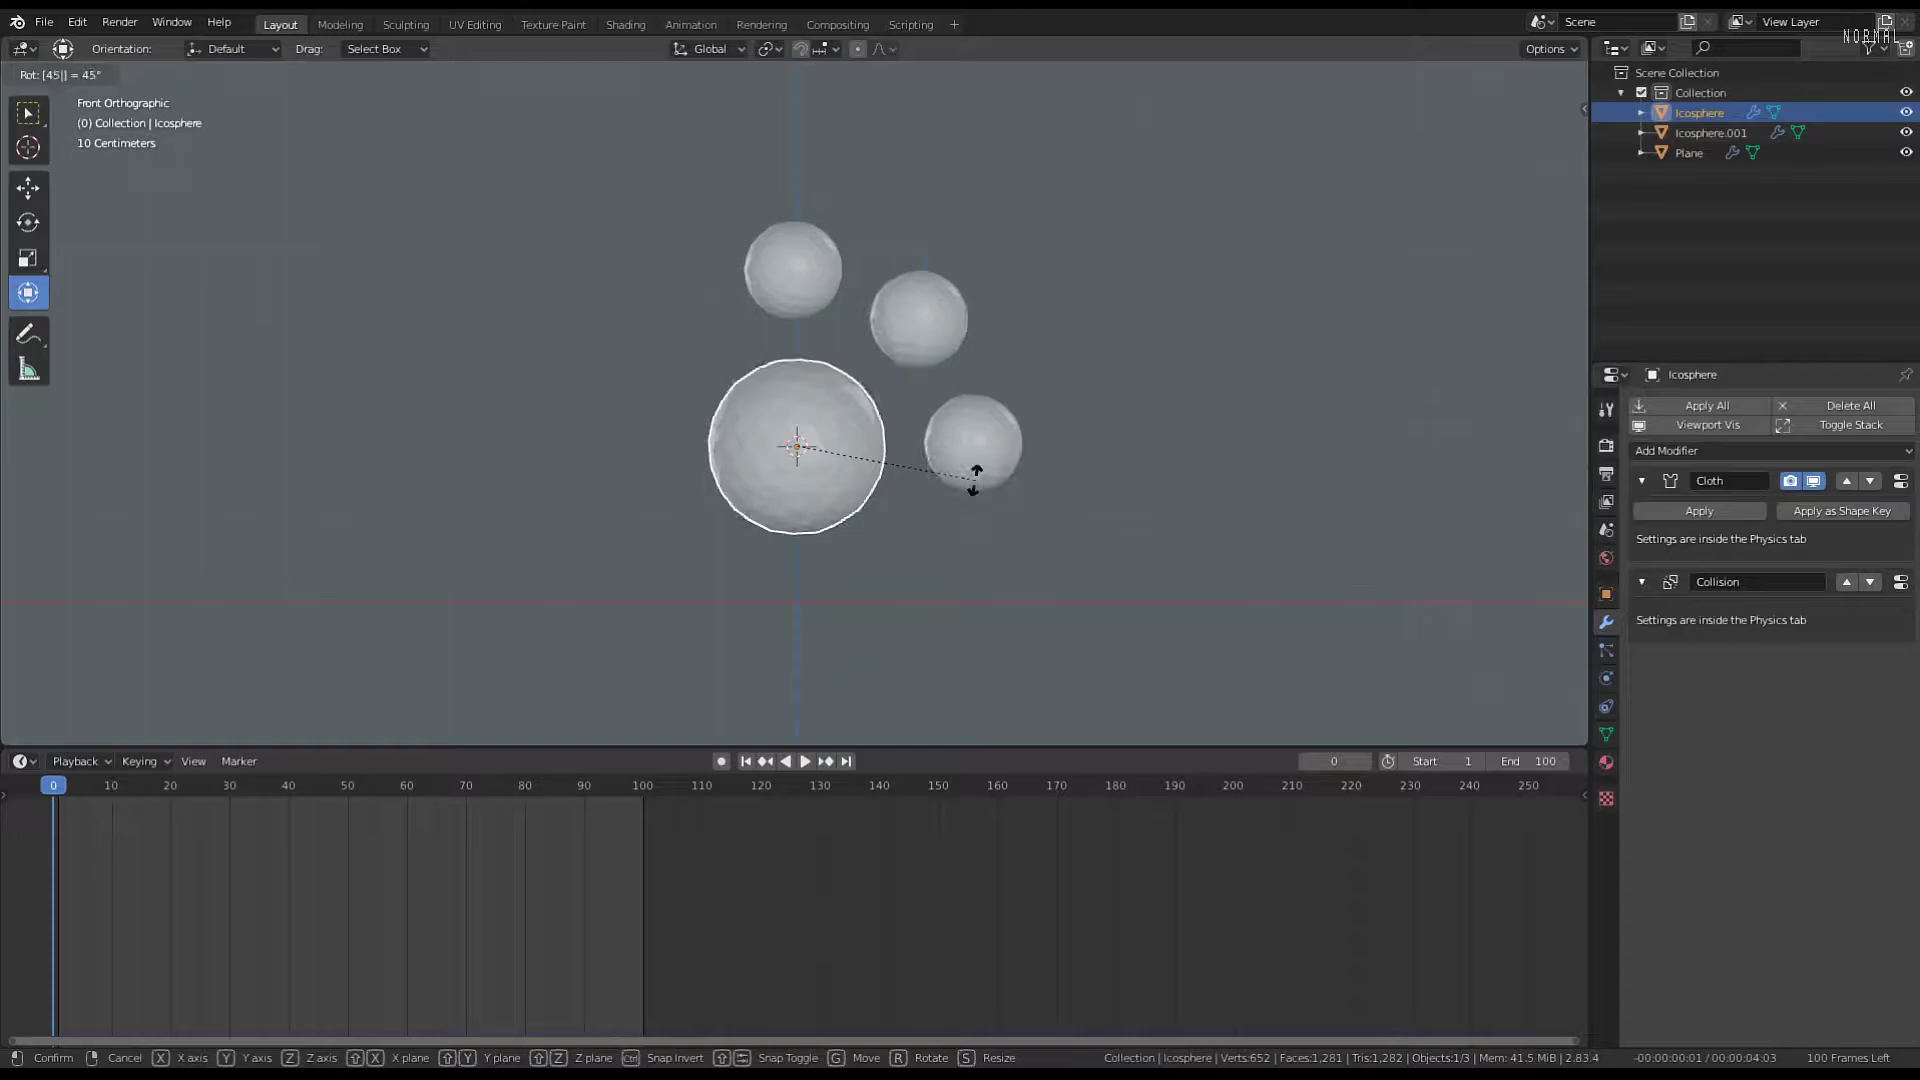 File Edit Render Window Help Layout Modeling Sculpting UV Editing Texture Paint Shading Animation Rendering Compositing Scripting + Scene View Layer
NORMAL
Orientation: Default Drag: Select Box Global Options
Rot: [45|] = 45°
Front Orthographic
(0) Collection | Icosphere
10 Centimeters
Scene Collection
Collection
Icosphere
Icosphere.001
Plane
Icosphere
Apply All Delete All
Viewport Vis Toggle Stack
Add Modifier
Cloth
Apply Apply as Shape Key
Settings are inside the Physics tab
Collision
Settings are inside the Physics tab
Playback Keying View Marker 0 Start 1 End 100
0 10 20 30 40 50 60 70 80 90 100 110 120 130 140 150 160 170 180 190 200 210 220 230 240 250
Confirm Cancel X X axis Y Y axis Z Z axis X X plane Y Y plane Z Z plane Ctrl Snap Invert Snap Toggle G Move R Rotate S Resize Collection | Icosphere | Verts:652 | Faces:1,281 | Tris:1,282 | Objects:1/3 | Mem: 41.5 MiB | 2.83.4 -00:00:00:01 / 00:00:04:03 100 Frames Left